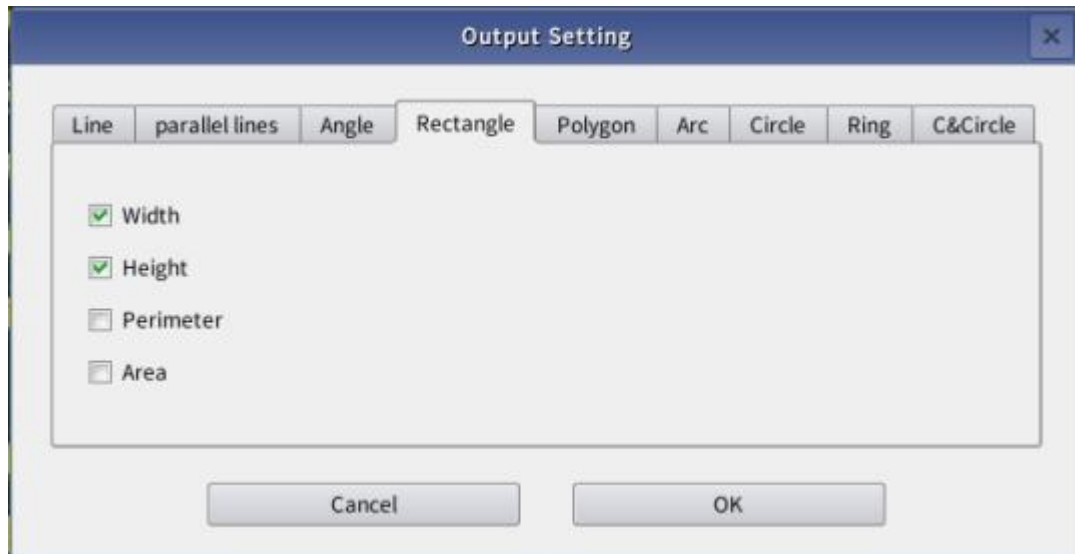 Output Setting
Line parallel lines Angle Rectangle Polygon Arc Circle Ring C&Circle
Width
Height
Perimeter
Area
Cancel OK